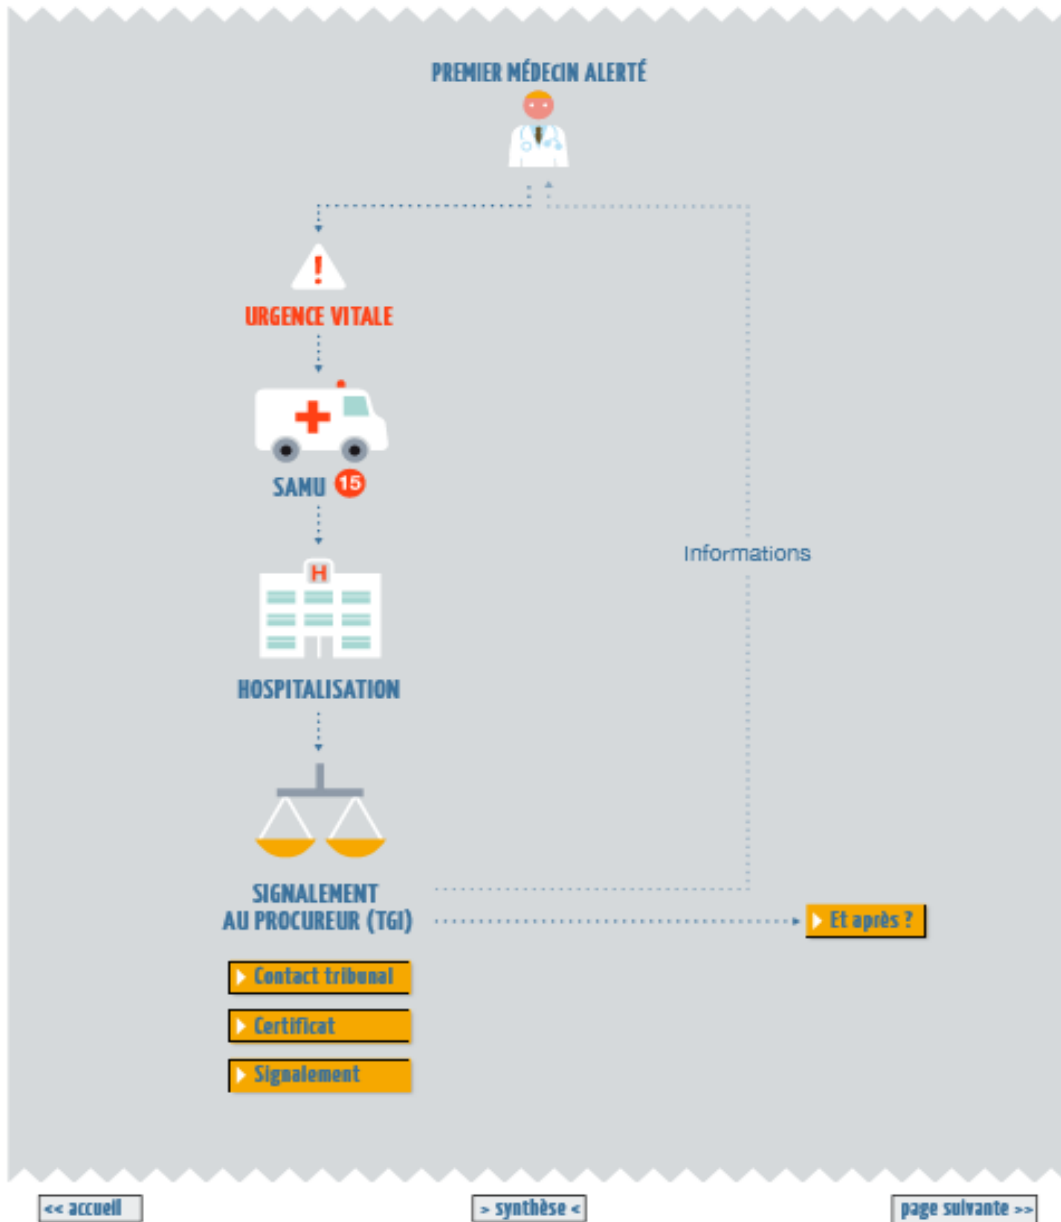 PREMIER MÉDECIN ALERTÉ
!
URGENCE VITALE
SAMU 15
Informations
H
HOSPITALISATION
SIGNALEMENT
AU PROCUREUR (TGI)
Et après ?
Contact tribunal
Certificat
Signalement
<< accueil
> synthèse <
page suivante >>